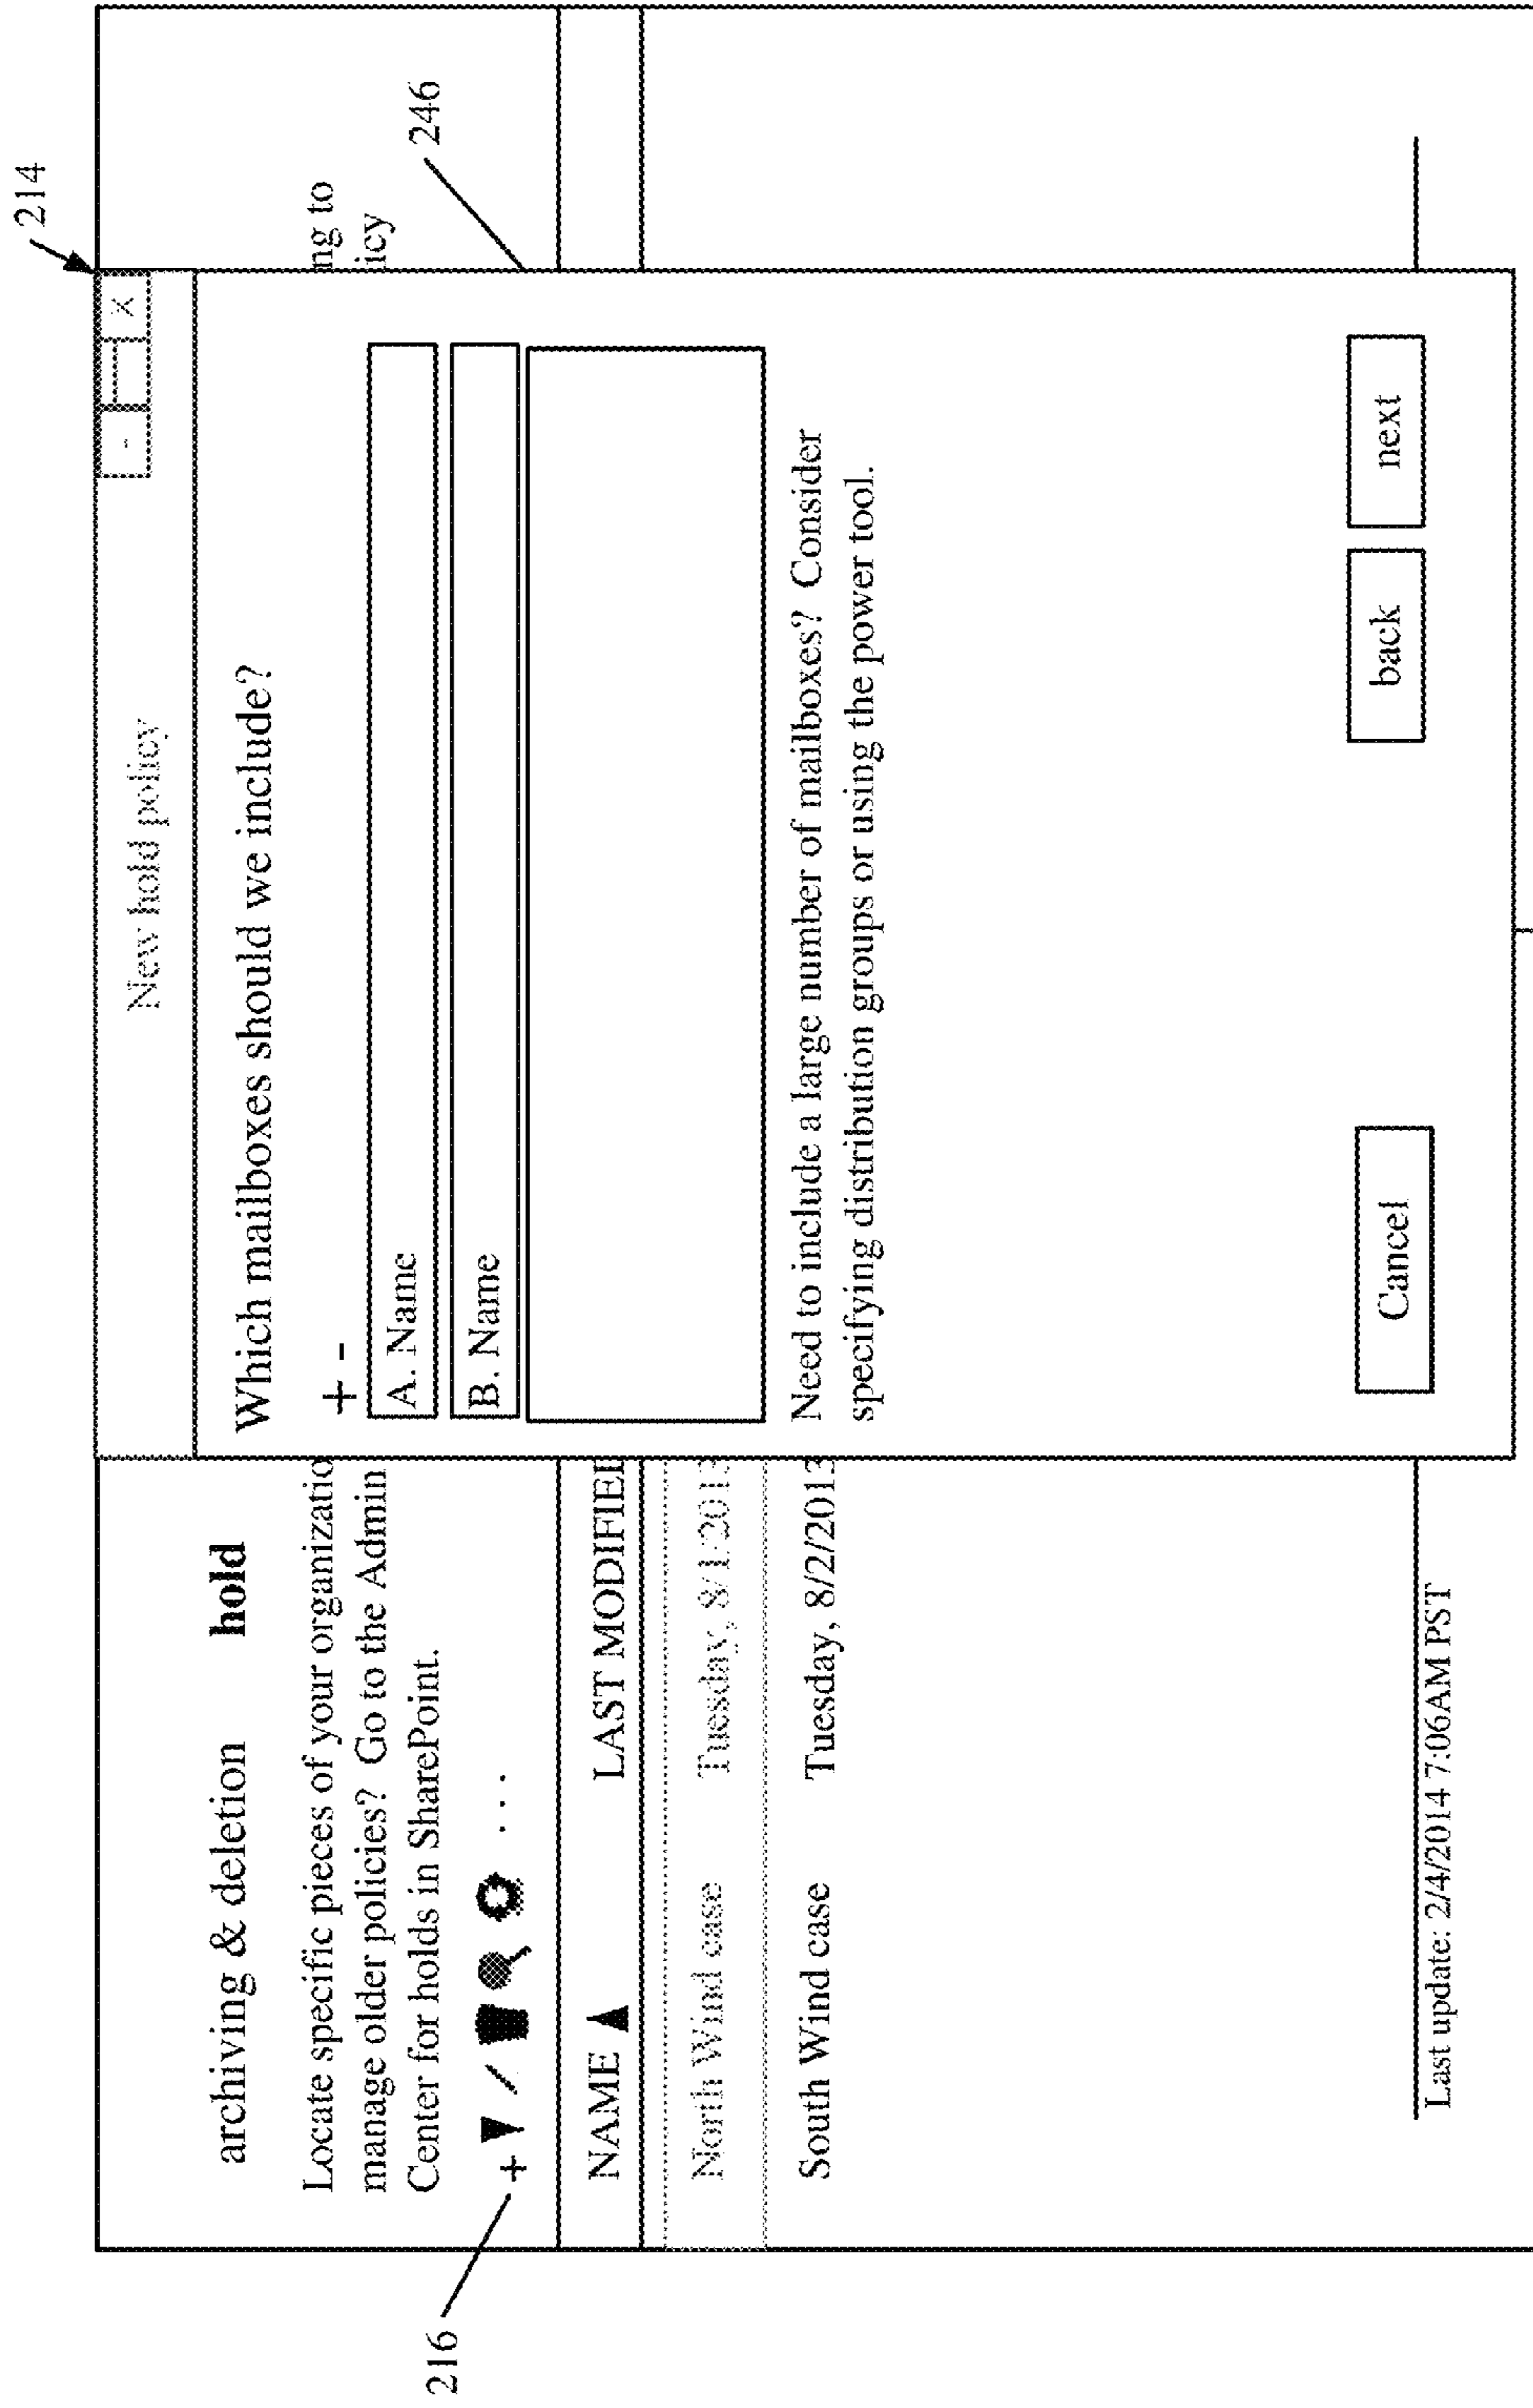 214
New hold policy
- X
archiving & deletion hold
Which mailboxes should we include?
Locate specific pieces of your organizatio
ng to
manage older policies? Go to the Admin
icy
Center for holds in SharePoint.
+ -
A. Name
246
216
+ ...
B. Name
NAME LAST MODIFIED
North Wind case Tuesday, 8/1/2013
South Wind case Tuesday, 8/2/2013
Need to include a large number of mailboxes? Consider
specifying distribution groups or using the power tool.
Cancel back next
Last update: 2/4/2014 7:06AM PST